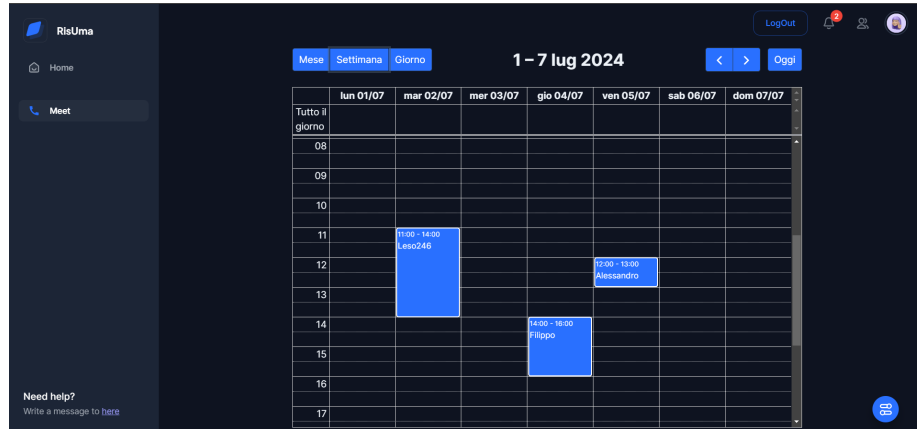 RisUma
LogOut
2
Home
Meet
Mese Settimana Giorno
1 – 7 lug 2024
Oggi
lun 01/07 mar 02/07 mer 03/07 gio 04/07 ven 05/07 sab 06/07 dom 07/07
Tutto il
giorno
08
09
10
11
11:00 - 14:00
Leso246
12
12:00 - 13:00
Alessandro
13
14
14:00 - 16:00
Filippo
15
16
17
Need help?
Write a message to here